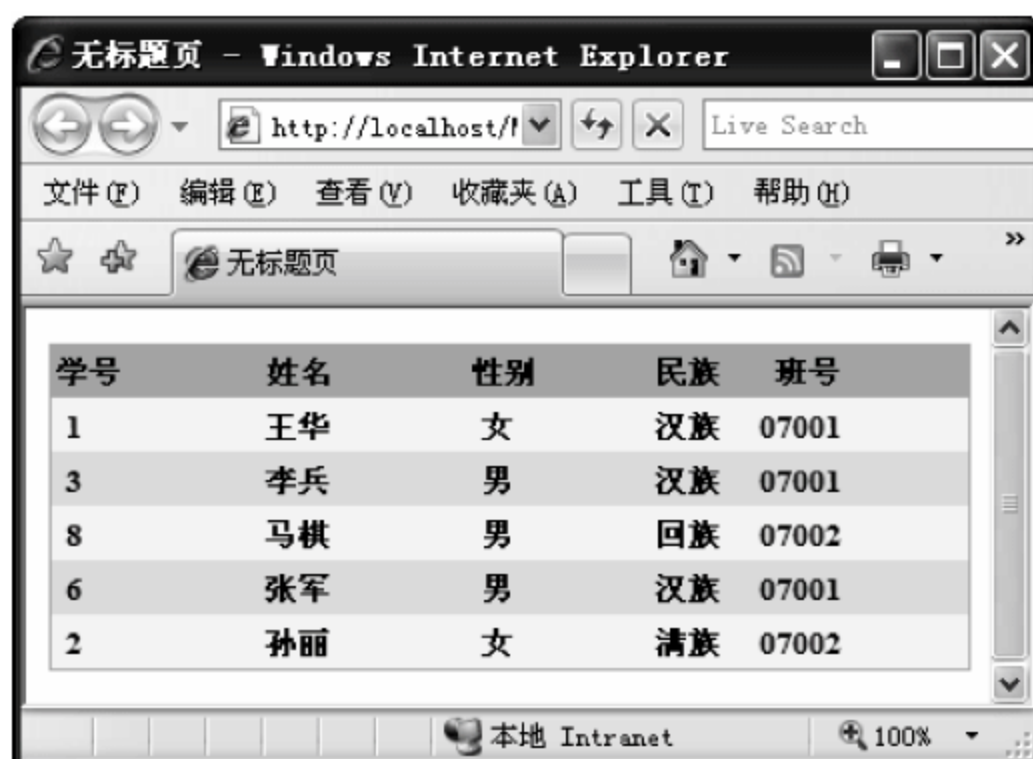 无标题页 - Windows Internet Explorer
http://localhost/
Live Search
文件(F) 编辑(E) 查看(V) 收藏夹(A) 工具(T) 帮助(H)
无标题页
学号 姓名 性别 民族 班号
1 王华 女 汉族 07001
3 李兵 男 汉族 07001
8 马棋 男 回族 07002
6 张军 男 汉族 07001
2 孙丽 女 满族 07002
本地 Intranet 100%